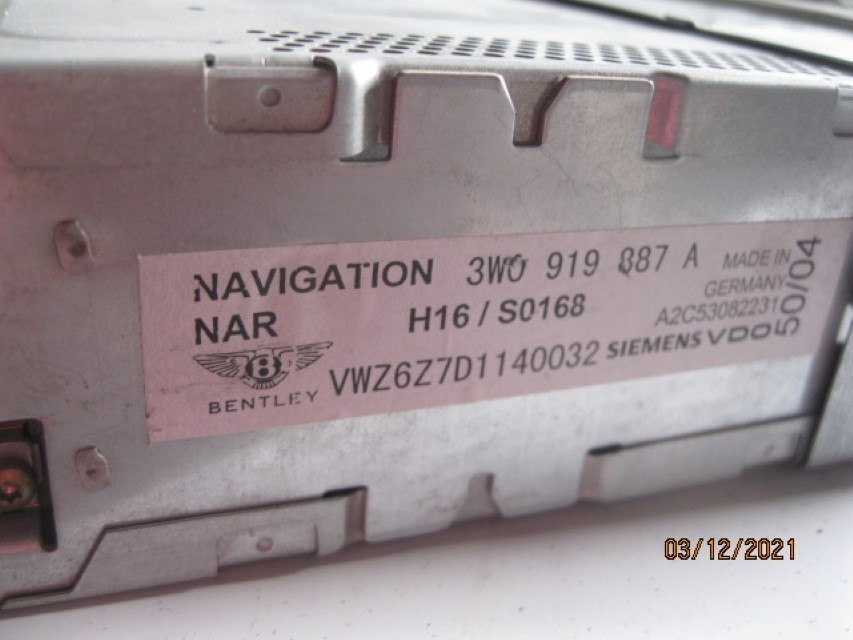 NAVIGATION 3W0 919 887 A MADE IN
GERMANY
NAR H16 / S0168 A2C53082231
50/04
B
BENTLEY VWZ6Z7D1140032 SIEMENS VDO
03/12/2021